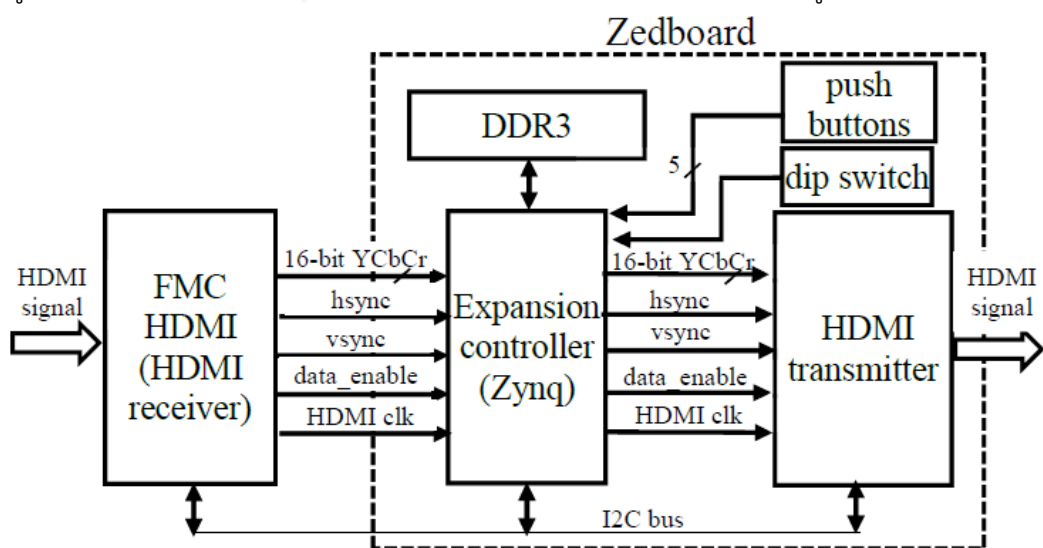 Zedboard
push
buttons
DDR3
5
dip switch
HDMI
signal
FMC
HDMI
(HDMI
receiver)
16-bit YCbCr
hsync
vsync
data_enable
HDMI clk
Expansion
controller
(Zynq)
16-bit YCbCr
hsync
vsync
data_enable
HDMI clk
HDMI
transmitter
HDMI
signal
I2C bus